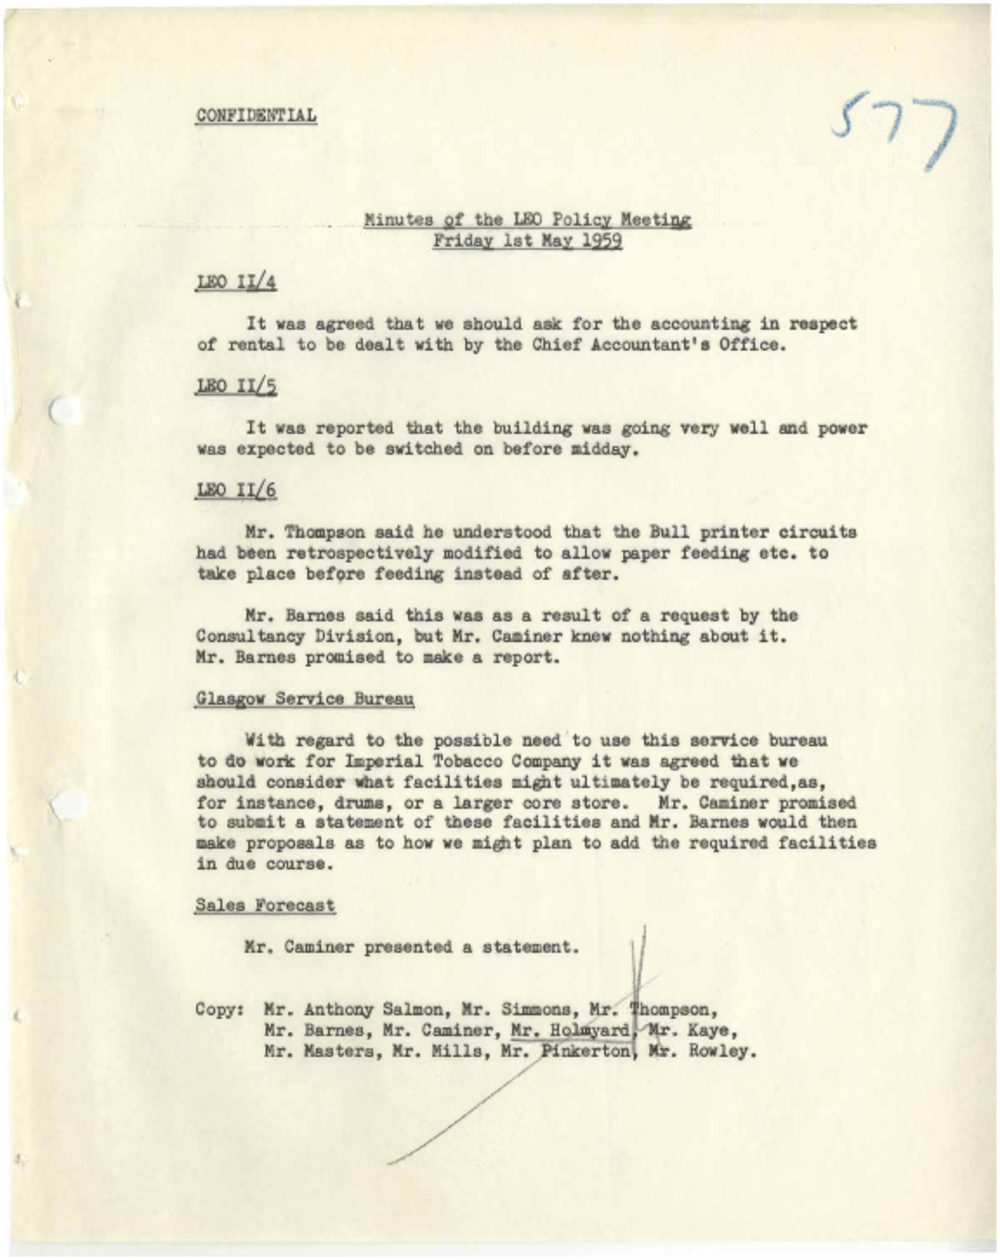 CONFIDENTIAL
577
Minutes of the LEO Policy Meeting
Friday 1st May 1959
LEO II/4
It was agreed that we should ask for the accounting in respect
of rental to be dealt with by the Chief Accountant's Office.
LEO II/5
It was reported that the building was going very well and power
was expected to be switched on before midday.
LEO II/6
Mr. Thompson said he understood that the Bull printer circuits
had been retrospectively modified to allow paper feeding etc. to
take place before feeding instead of after.
Mr. Barnes said this was as a result of a request by the
Consultancy Division, but Mr. Caminer knew nothing about it.
Mr. Barnes promised to make a report.
Glasgow Service Bureau
With regard to the possible need to use this service bureau
to do work for Imperial Tobacco Company it was agreed that we
should consider what facilities might ultimately be required,as,
for instance, drums, or a larger core store. Mr. Caminer promised
to submit a statement of these facilities and Mr. Barnes would then
make proposals as to how we might plan to add the required facilities
in due course.
Sales Forecast
Mr. Caminer presented a statement.
Copy: Mr. Anthony Salmon, Mr. Simmons, Mr. Thompson,
Mr. Barnes, Mr. Caminer, Mr. Holmyard, Mr. Kaye,
Mr. Masters, Mr. Mills, Mr. Pinkerton, Mr. Rowley.